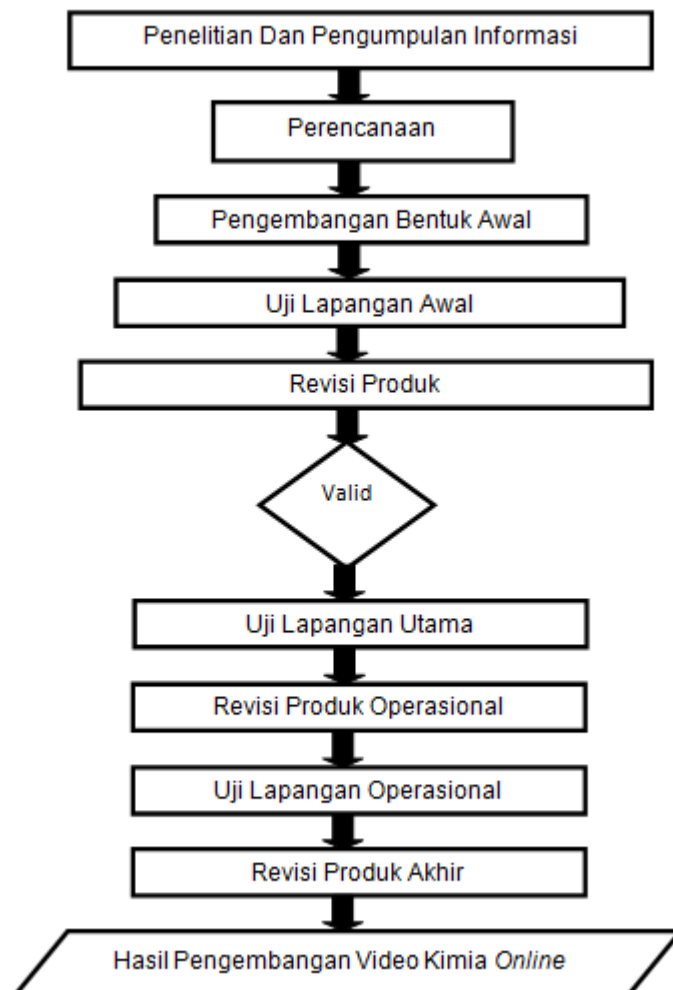 Penelitian Dan Pengumpulan Informasi
Perencanaan
Pengembangan Bentuk Awal
Uji Lapangan Awal
Revisi Produk
Valid
Uji Lapangan Utama
Revisi Produk Operasional
Uji Lapangan Operasional
Revisi Produk Akhir
Hasil Pengembangan Video Kimia Online